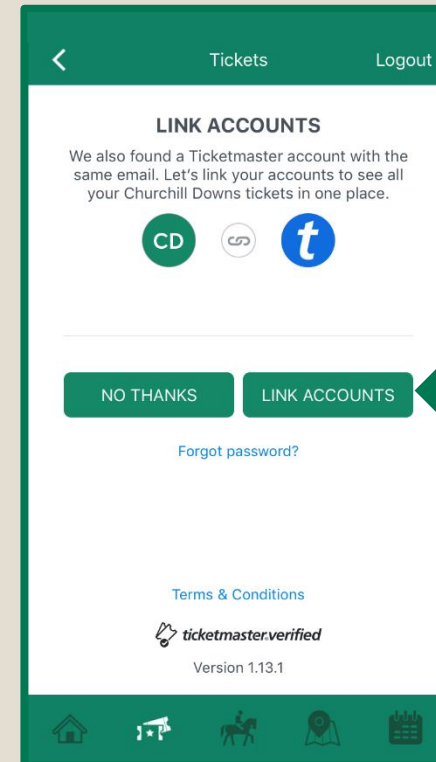 Tickets Logout
LINK ACCOUNTS
We also found a Ticketmaster account with the
same email. Let's link your accounts to see all
your Churchill Downs tickets in one place.
CD t
NO THANKS LINK ACCOUNTS
Forgot password?
Terms & Conditions
ticketmaster.verified
Version 1.13.1